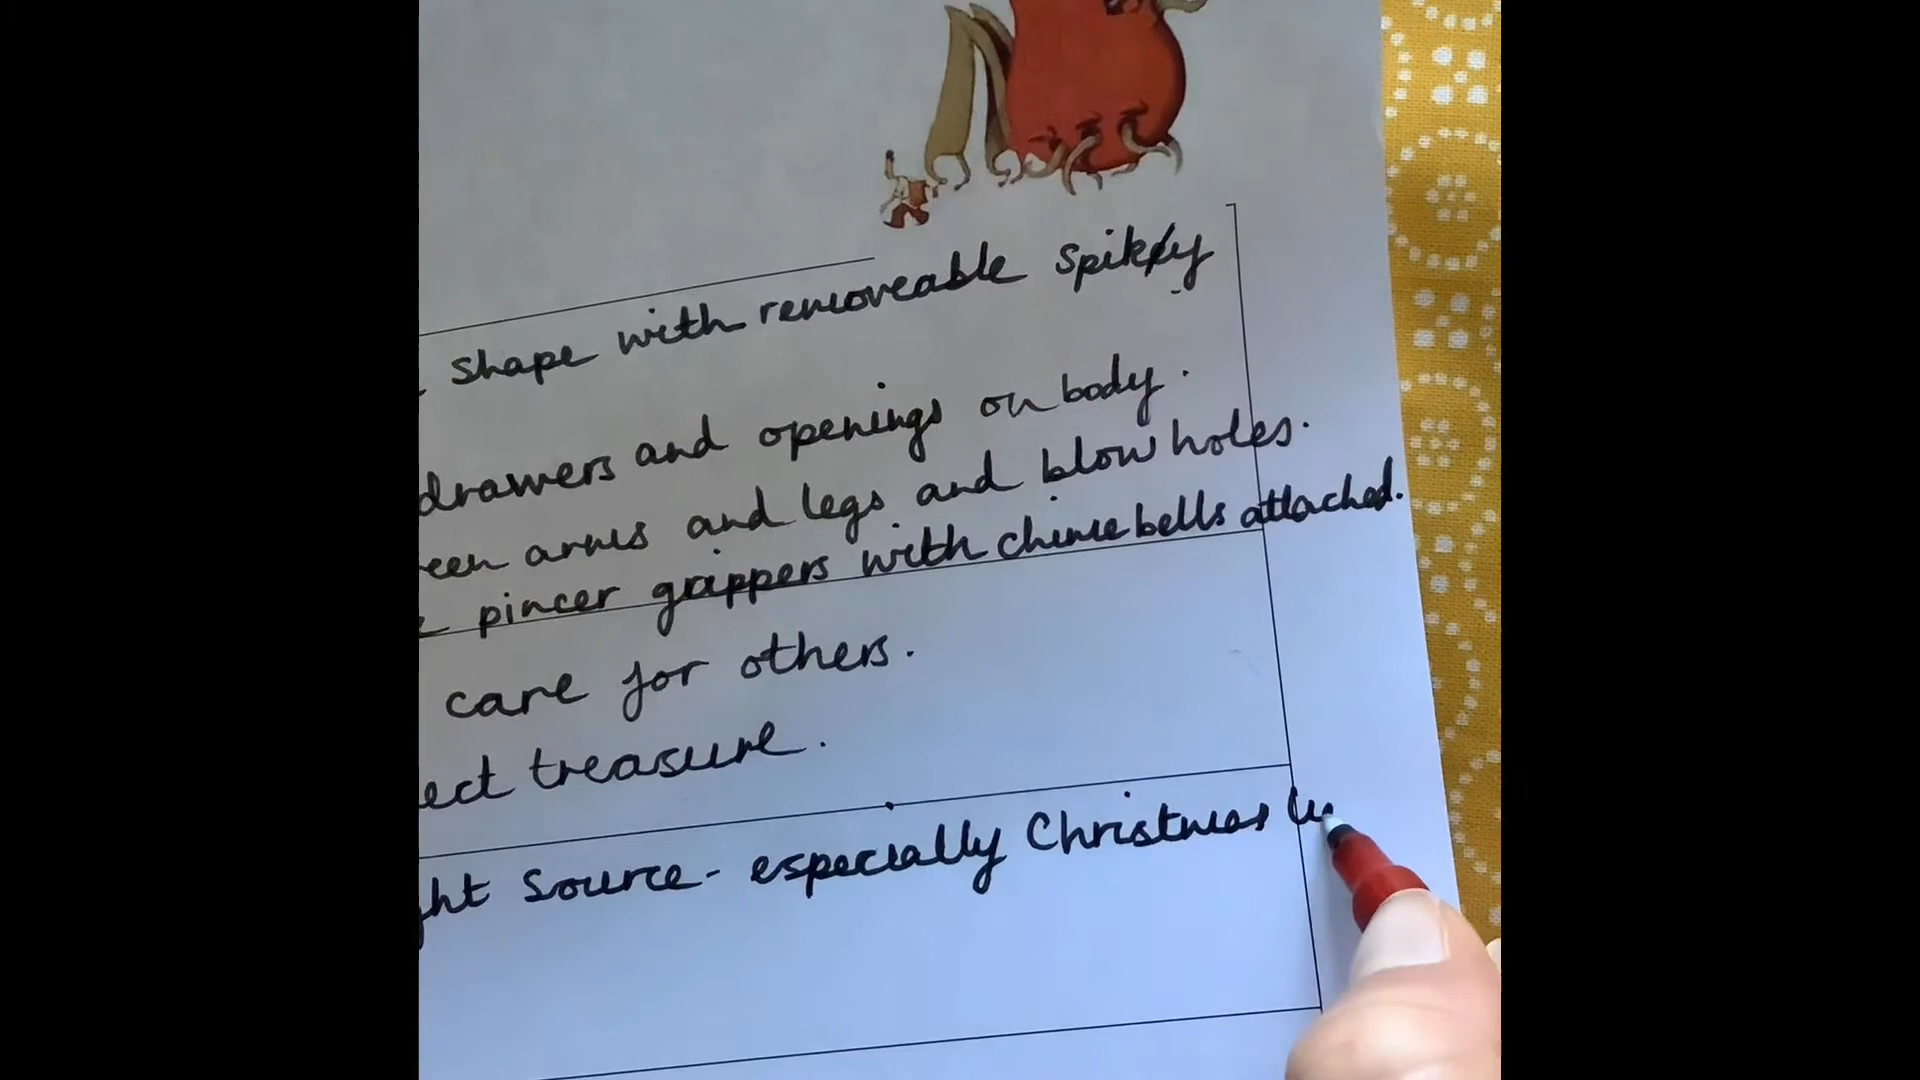 shape with removeable spiky
drawers and openings on body.
een arms and legs and blow holes.
pincer grippers with chime bells attached.
care for others.
ect treasure.
ght source - especially Christmas